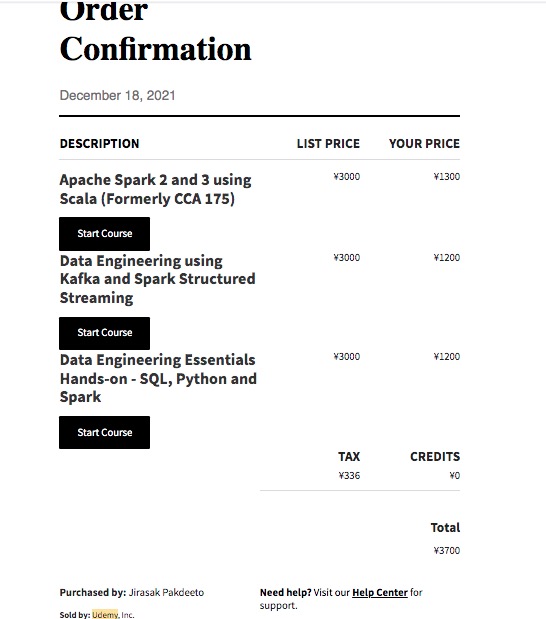 Order
Confirmation
December 18, 2021
DESCRIPTION LIST PRICE YOUR PRICE
Apache Spark 2 and 3 using ¥3000 ¥1300
Scala (Formerly CCA 175)
Start Course
Data Engineering using ¥3000 ¥1200
Kafka and Spark Structured
Streaming
Start Course
Data Engineering Essentials ¥3000 ¥1200
Hands-on - SQL, Python and
Spark
Start Course
TAX CREDITS
¥336 ¥0
Total
¥3700
Purchased by: Jirasak Pakdeeto Need help? Visit our Help Center for
support.
Sold by: Udemy, Inc.